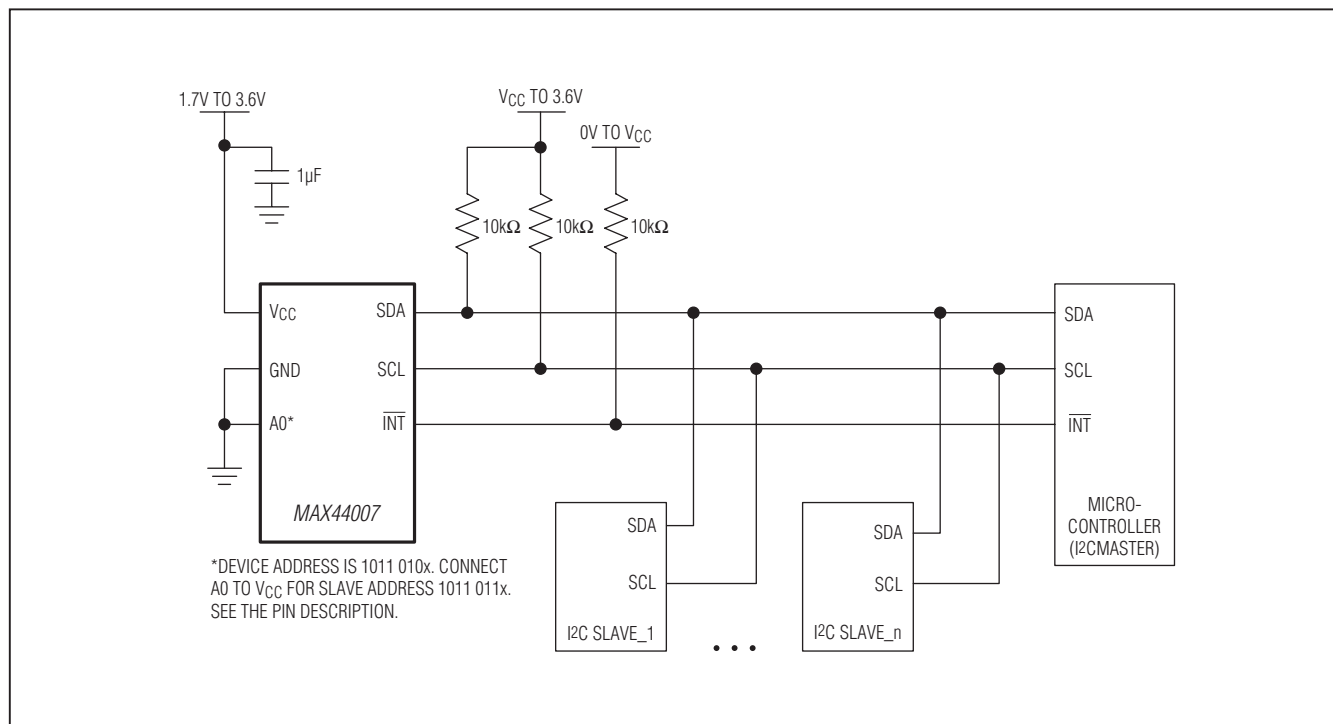 1.7V TO 3.6V
VCC TO 3.6V
0V TO VCC
1µF
10kΩ
10kΩ
10kΩ
VCC
SDA
GND
SCL
A0*
INT
MAX44007
SDA
SCL
INT
MICRO-
CONTROLLER
(I2CMASTER)
*DEVICE ADDRESS IS 1011 010x. CONNECT
A0 TO VCC FOR SLAVE ADDRESS 1011 011x.
SEE THE PIN DESCRIPTION.
SDA
SCL
I2C SLAVE_1
• • •
SDA
SCL
I2C SLAVE_n